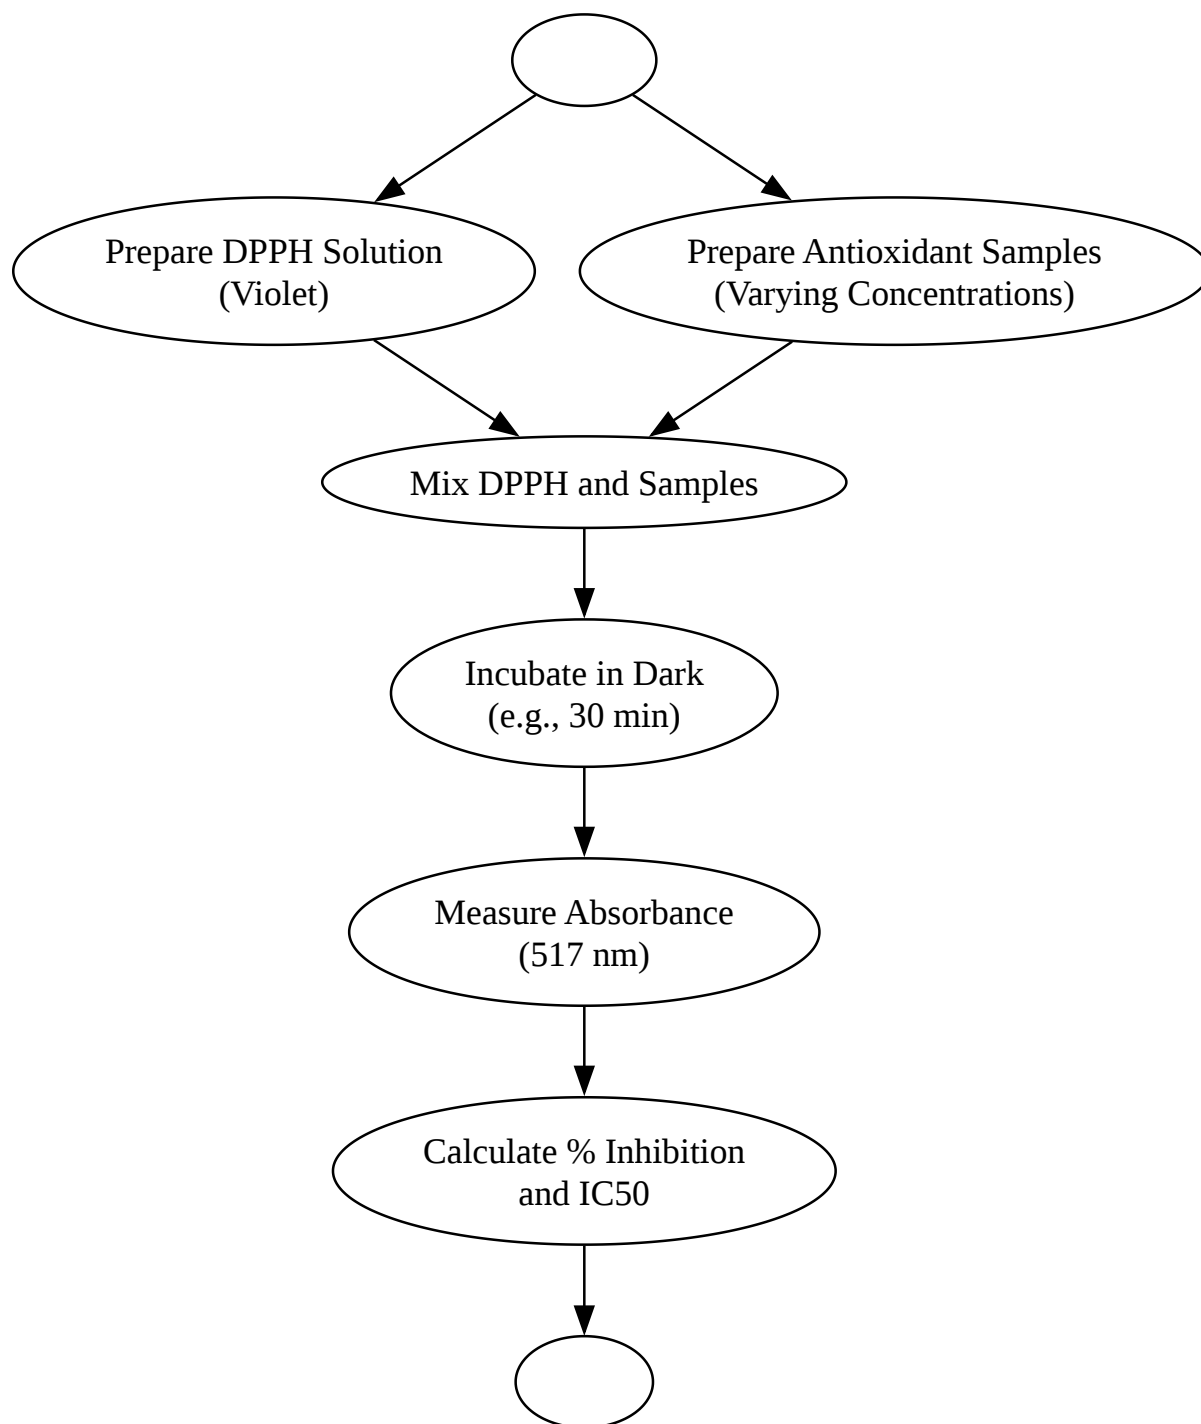 Prepare DPPH Solution
(Violet)
Prepare Antioxidant Samples
(Varying Concentrations)
Mix DPPH and Samples
Incubate in Dark
(e.g., 30 min)
Measure Absorbance
(517 nm)
Calculate % Inhibition
and IC50